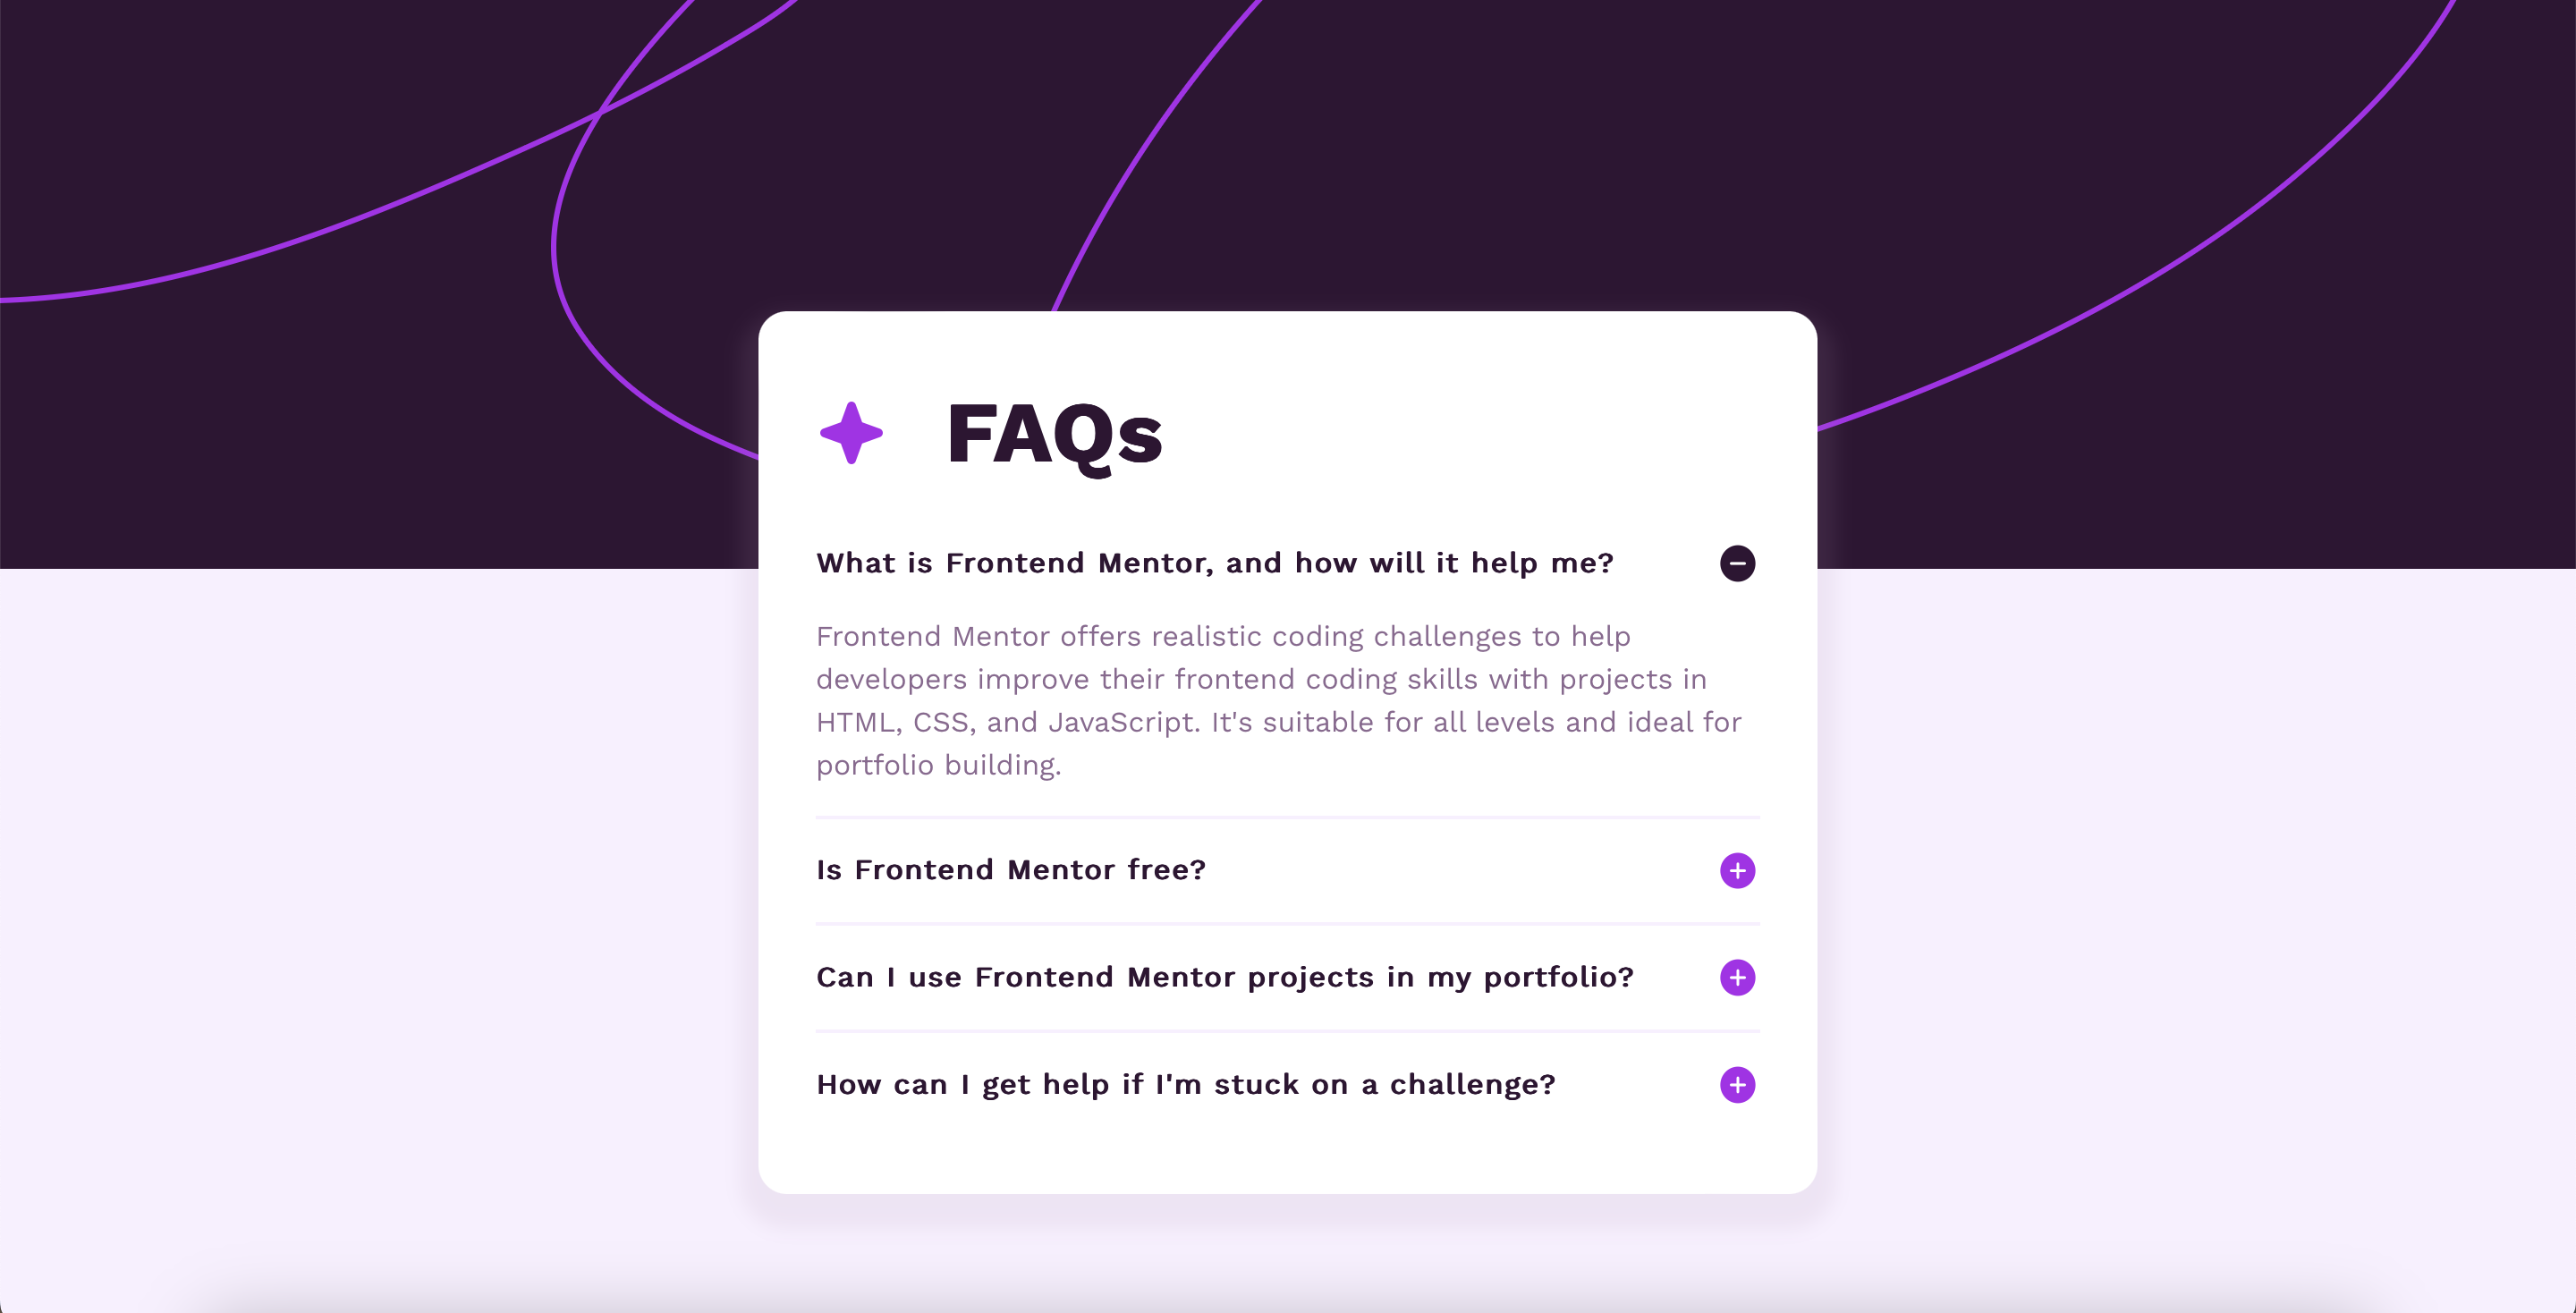 FAQs
What is Frontend Mentor, and how will it help me?
Frontend Mentor offers realistic coding challenges to help
developers improve their frontend coding skills with projects in
HTML, CSS, and JavaScript. It's suitable for all levels and ideal for
portfolio building.
Is Frontend Mentor free?
Can I use Frontend Mentor projects in my portfolio?
How can I get help if I'm stuck on a challenge?